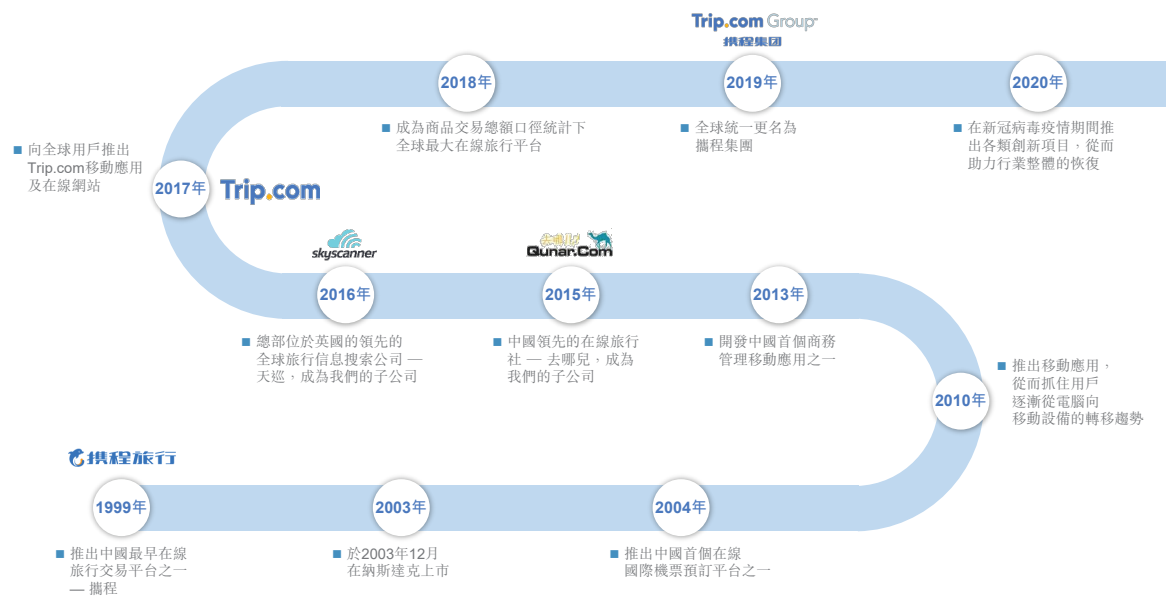 Trip.com Group
携程集团
2018年
2019年
2020年
成為商品交易總額口徑統計下
全球最大在線旅行平台
全球統一更名為
攜程集團
在新冠病毒疫情期間推
出各類創新項目，從而
助力行業整體的恢復
向全球用戶推出
Trip.com移動應用
及在線網站
2017年
Trip.com
skyscanner
去哪儿
Qunar.Com
2016年
2015年
2013年
總部位於英國的領先的
全球旅行信息搜索公司 —
天巡，成為我們的子公司
中國領先的在線旅行
社 — 去哪兒，成為
我們的子公司
開發中國首個商務
管理移動應用之一
2010年
推出移動應用，
從而抓住用戶
逐漸從電腦向
移動設備的轉移趨勢
携程旅行
1999年
2003年
2004年
推出中國最早在線
旅行交易平台之一
— 攜程
於2003年12月
在納斯達克上市
推出中國首個在線
國際機票預訂平台之一